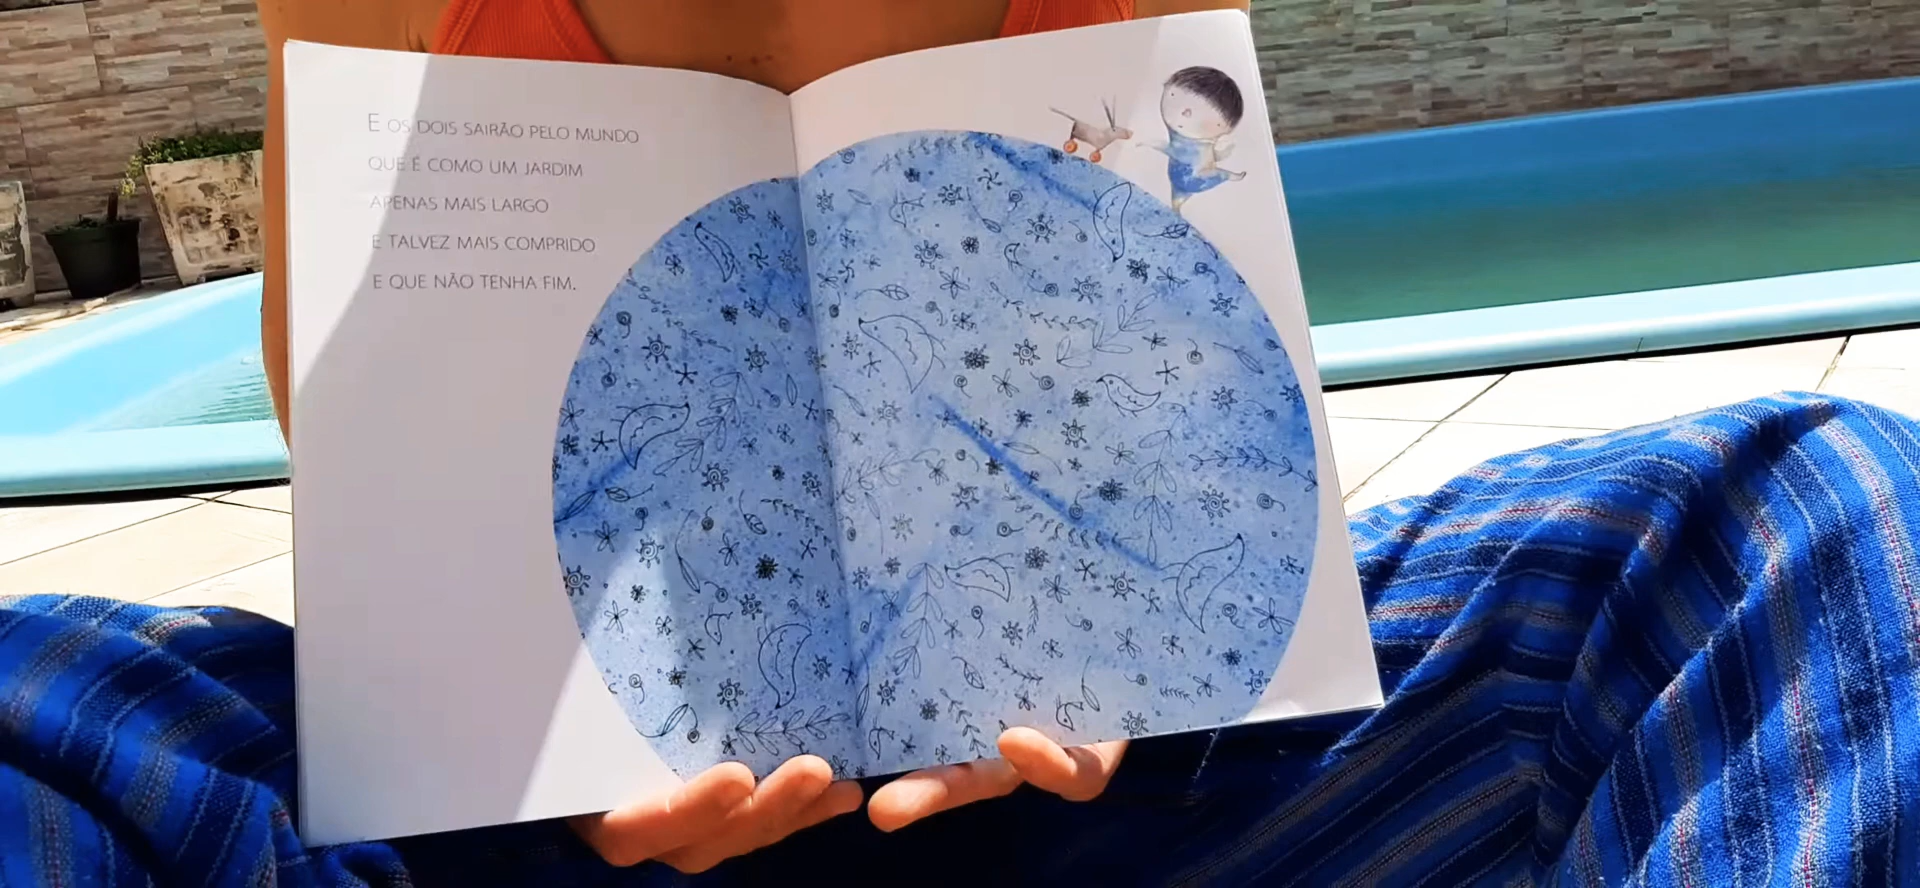 E OS DOIS SAIRÃO PELO MUNDO
QUE É COMO UM JARDIM
APENAS MAIS LARGO
E TALVEZ MAIS COMPRIDO
E QUE NÃO TENHA FIM.